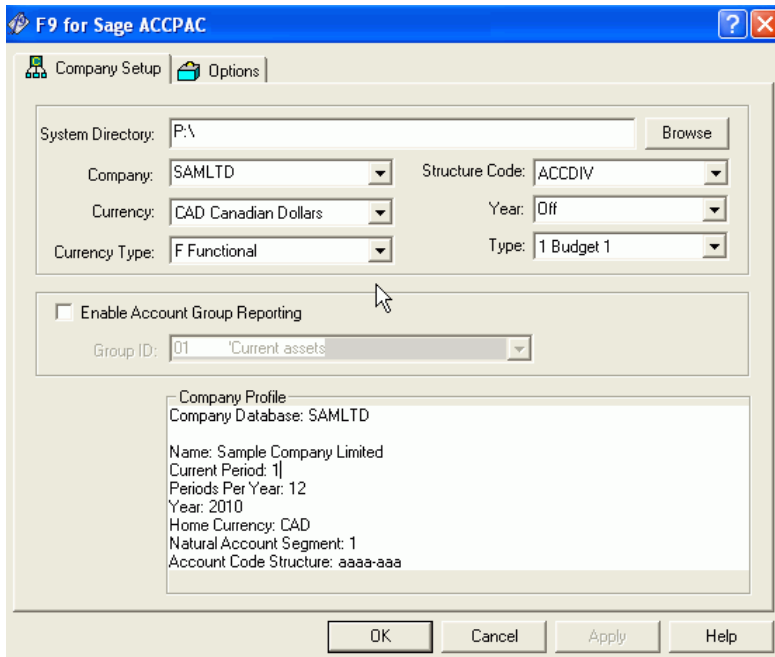 F9 for Sage ACCPAC
Company Setup Options
System Directory: P:\ Browse
Company: SAMLTD Structure Code: ACCDIV
Currency: CAD Canadian Dollars Year: Off
Currency Type: F Functional Type: 1 Budget 1
Enable Account Group Reporting
Group ID: 01 'Current assets
Company Profile
Company Database: SAMLTD
Name: Sample Company Limited
Current Period: 1
Periods Per Year: 12
Year: 2010
Home Currency: CAD
Natural Account Segment: 1
Account Code Structure: aaaa-aaa
OK Cancel Apply Help